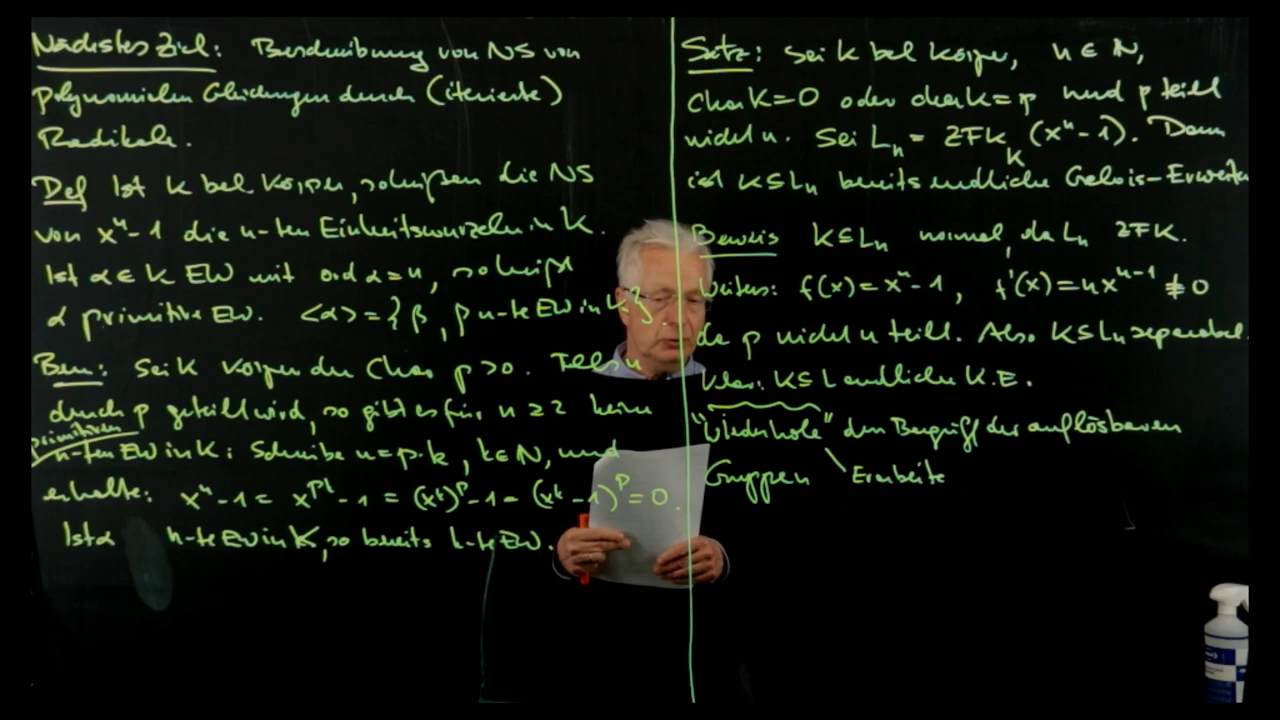 Nächstes Ziel: Beschreibung von NS von
polynomialen Gleichungen durch (iterierte)
Radikale.
Def Ist K bel. Körper, so heißen die NS
von x^n-1 die n-ten Einheitswurzeln in K.
Ist α ∈ K EW mit ord α = n, so heißt
α primitive EW. <α> = { β, β n-te EW in K }
Bem: Sei K Körper der Char p > 0. Falls n
durch p geteilt wird, so gibt es für n ≥ 2 keine
primitiven
n-ten EW in K: Schreibe n = p·k, k ∈ N, und
erhalte: x^n - 1 = x^{pk} - 1 = (x^k)^p - 1 = (x^k - 1)^p = 0.
Ist α n-te EW in K, so bereits k-te EW.
Satz: Sei K bel Körper, n ∈ N,
Char K = 0 oder char K = p und p teilt
nicht n. Sei L_n = ZFK_K (x^n - 1). Dann
ist K ⊆ L_n bereits endliche Galois-Erweiter
Beweis K ⊆ L_n normal, da L_n ZFK.
Weiters: f(x) = x^n - 1, f'(x) = n x^{n-1} ≠ 0
da p nicht n teilt. Also K ⊆ L_n separabel.
klar: K ⊆ L endliche K.E.
"Wiederhole" den Begriff der auflösbaren
Gruppen Erarbeite